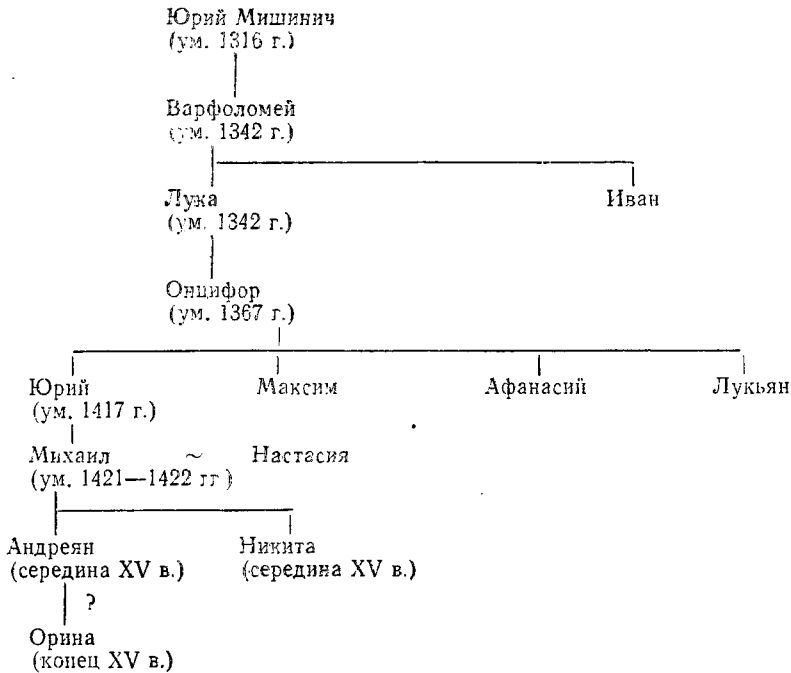 Юрий Мишинич
(ум. 1316 г.)
Варфоломей
(ум. 1342 г.)
Лука
Иван
(ум. 1342 г.)
Онцифор
(ум. 1367 г.)
Юрий
Максим
Афанасий
Лукьян
(ум. 1417 г.)
Михаил ~ Настасия
(ум. 1421—1422 гг)
Андреян
Никита
(середина XV в.)
(середина XV в.)
?
Орина
(конец XV в.)